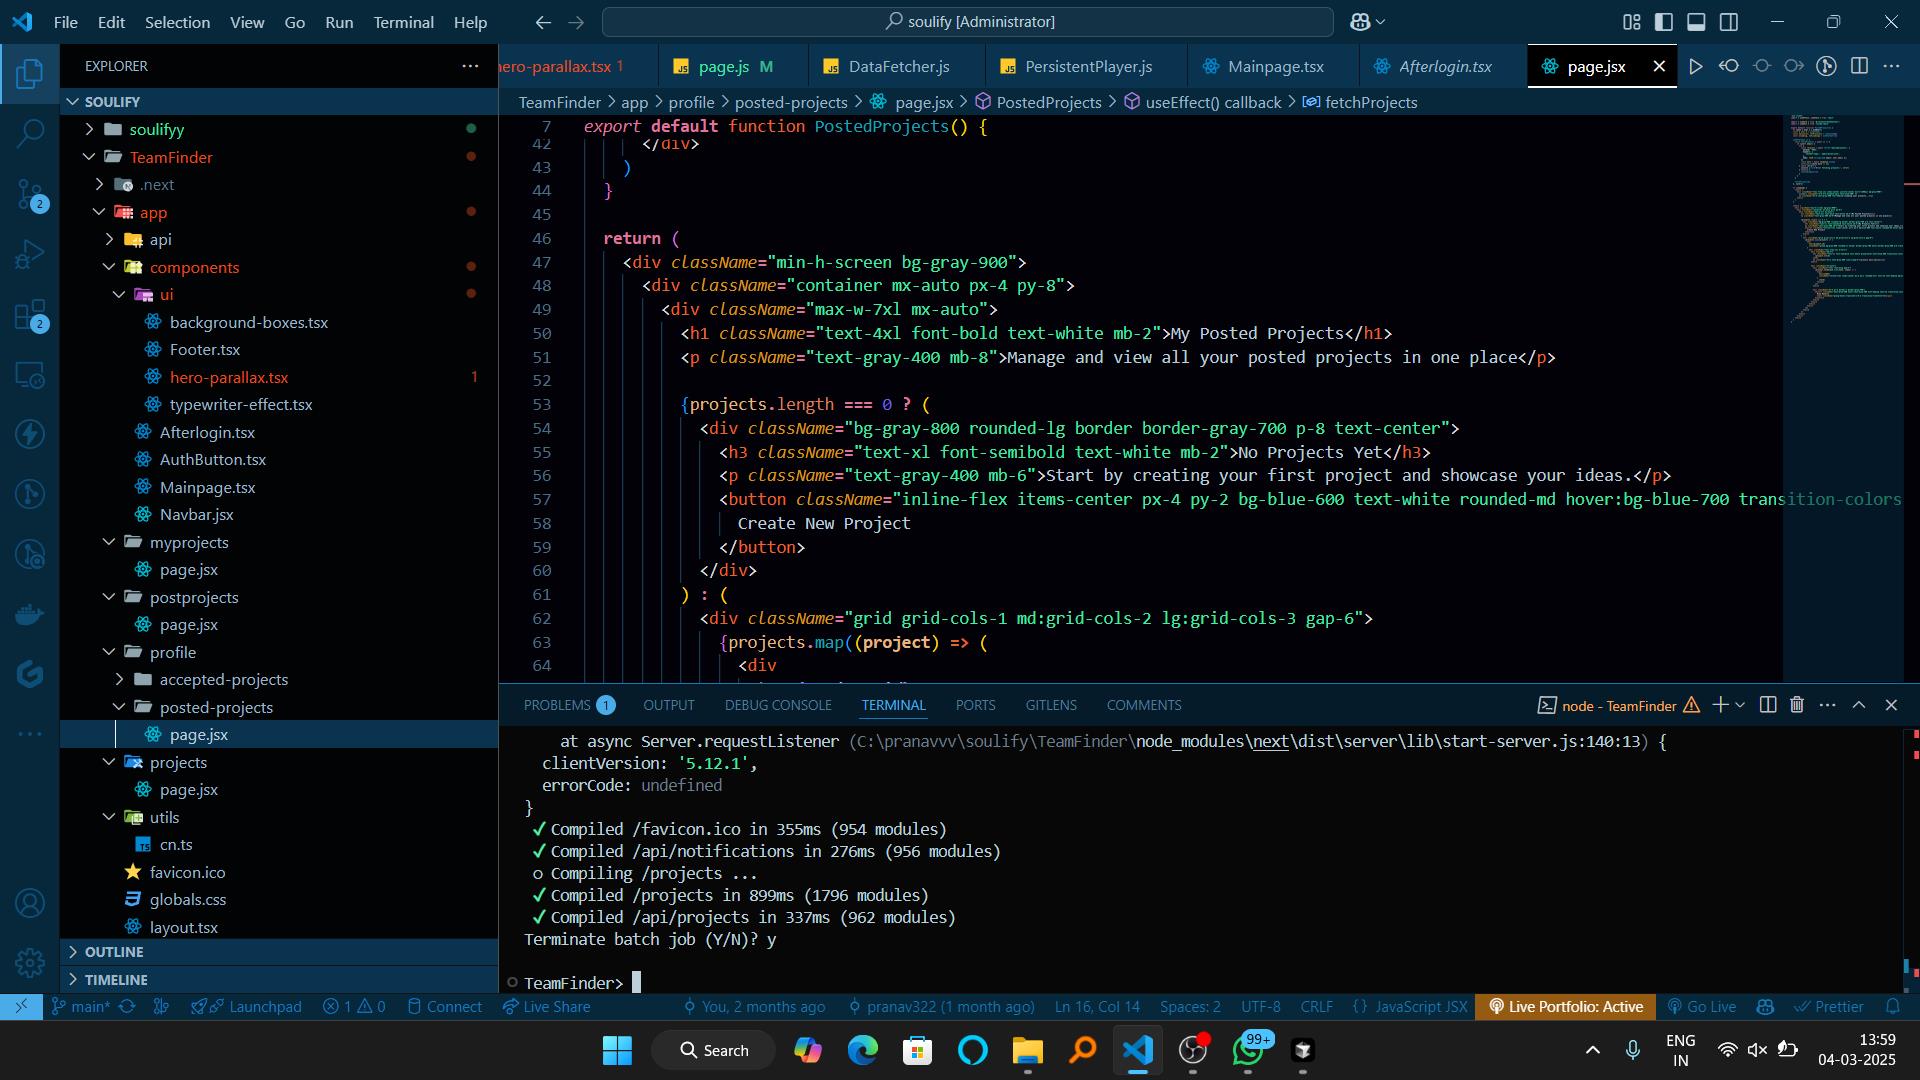 File Edit Selection View Go Run Terminal Help
soulify [Administrator]
EXPLORER
SOULIFY
soulifyy
TeamFinder
.next
app
api
components
ui
background-boxes.tsx
Footer.tsx
hero-parallax.tsx 1
typewriter-effect.tsx
Afterlogin.tsx
AuthButton.tsx
Mainpage.tsx
Navbar.jsx
myprojects
page.jsx
postprojects
page.jsx
profile
accepted-projects
posted-projects
page.jsx
projects
page.jsx
utils
cn.ts
favicon.ico
globals.css
layout.tsx
OUTLINE
TIMELINE
2
2
hero-parallax.tsx 1 page.js M DataFetcher.js PersistentPlayer.js Mainpage.tsx Afterlogin.tsx page.jsx
TeamFinder > app > profile > posted-projects > page.jsx > PostedProjects > useEffect() callback > fetchProjects
7 export default function PostedProjects() {
42 </div>
43 )
44 }
45
46 return (
47 <div className="min-h-screen bg-gray-900">
48 <div className="container mx-auto px-4 py-8">
49 <div className="max-w-7xl mx-auto">
50 <h1 className="text-4xl font-bold text-white mb-2">My Posted Projects</h1>
51 <p className="text-gray-400 mb-8">Manage and view all your posted projects in one place</p>
52
53 {projects.length === 0 ? (
54 <div className="bg-gray-800 rounded-lg border border-gray-700 p-8 text-center">
55 <h3 className="text-xl font-semibold text-white mb-2">No Projects Yet</h3>
56 <p className="text-gray-400 mb-6">Start by creating your first project and showcase your ideas.</p>
57 <button className="inline-flex items-center px-4 py-2 bg-blue-600 text-white rounded-md hover:bg-blue-700 transition-colors
58 Create New Project
59 </button>
60 </div>
61 ) : (
62 <div className="grid grid-cols-1 md:grid-cols-2 lg:grid-cols-3 gap-6">
63 {projects.map((project) => (
64 <div
PROBLEMS 1 OUTPUT DEBUG CONSOLE TERMINAL PORTS GITLENS COMMENTS
node - TeamFinder
at async Server.requestListener (C:\pranavvv\soulify\TeamFinder\node_modules\next\dist\server\lib\start-server.js:140:13) {
clientVersion: '5.12.1',
errorCode: undefined
}
✓ Compiled /favicon.ico in 355ms (954 modules)
✓ Compiled /api/notifications in 276ms (956 modules)
○ Compiling /projects ...
✓ Compiled /projects in 899ms (1796 modules)
✓ Compiled /api/projects in 337ms (962 modules)
Terminate batch job (Y/N)? y
TeamFinder>
main* Launchpad 1 0 Connect Live Share You, 2 months ago pranav322 (1 month ago) Ln 16, Col 14 Spaces: 2 UTF-8 CRLF {} JavaScript JSX Live Portfolio: Active Go Live Prettier
Search
99+
ENG
IN
13:59
04-03-2025